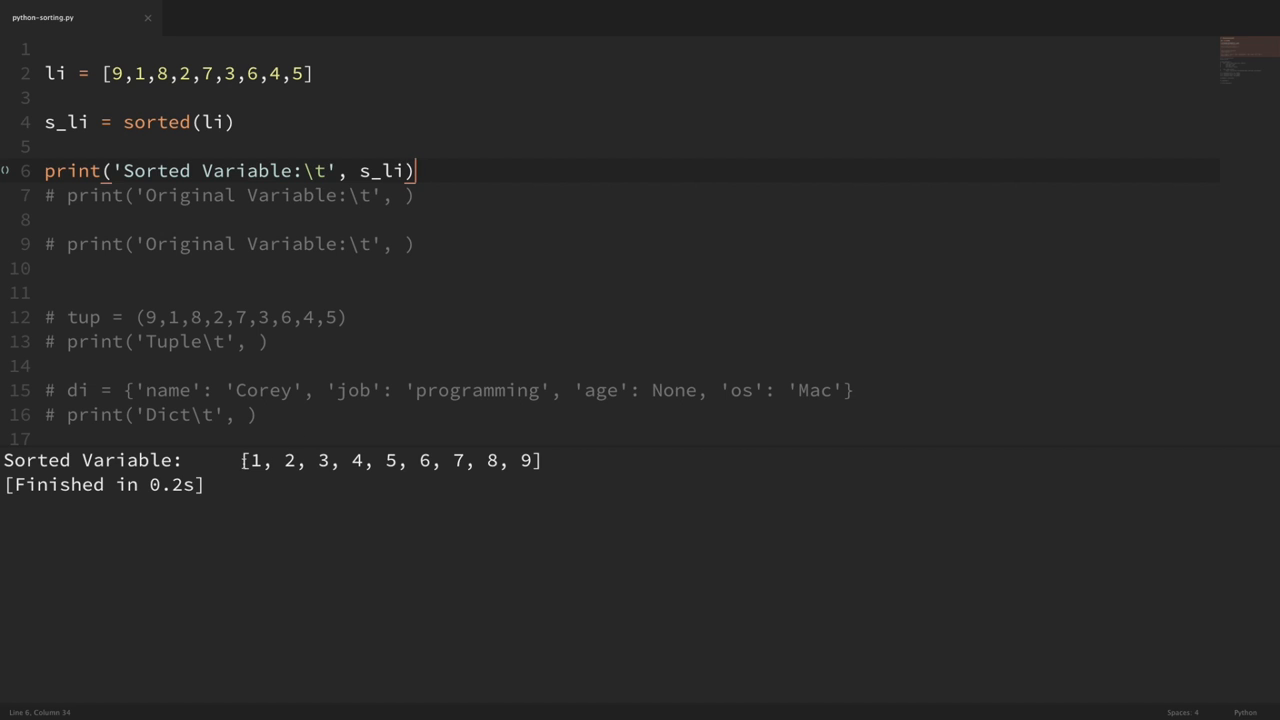 python-sorting.py ×
1
2 li = [9,1,8,2,7,3,6,4,5]
3
4 s_li = sorted(li)
5
6 print('Sorted Variable:\t', s_li)
7 # print('Original Variable:\t', )
8
9 # print('Original Variable:\t', )
10
11
12 # tup = (9,1,8,2,7,3,6,4,5)
13 # print('Tuple\t', )
14
15 # di = {'name': 'Corey', 'job': 'programming', 'age': None, 'os': 'Mac'}
16 # print('Dict\t', )
17
Sorted Variable:	[1, 2, 3, 4, 5, 6, 7, 8, 9]
[Finished in 0.2s]
Line 6, Column 34 Spaces: 4 Python